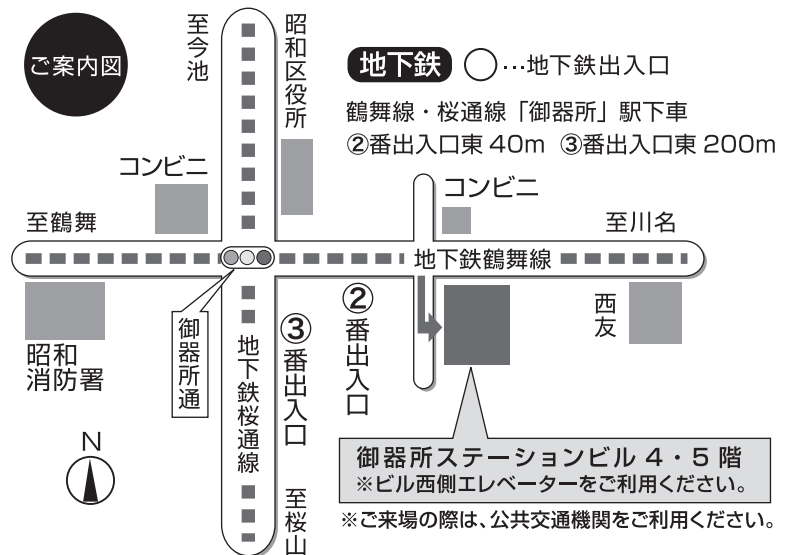 ご案内図
至今池
昭和区役所
地下鉄 ◯…地下鉄出入口
鶴舞線・桜通線「御器所」駅下車
②番出入口東 40m ③番出入口東 200m
コンビニ
コンビニ
至鶴舞
至川名
地下鉄鶴舞線
昭和
消防署
御器所通
地下鉄桜通線
③番出入口
②番出入口
西友
至桜山
N
御器所ステーションビル 4・5 階
※ビル西側エレベーターをご利用ください。
※ご来場の際は、公共交通機関をご利用ください。